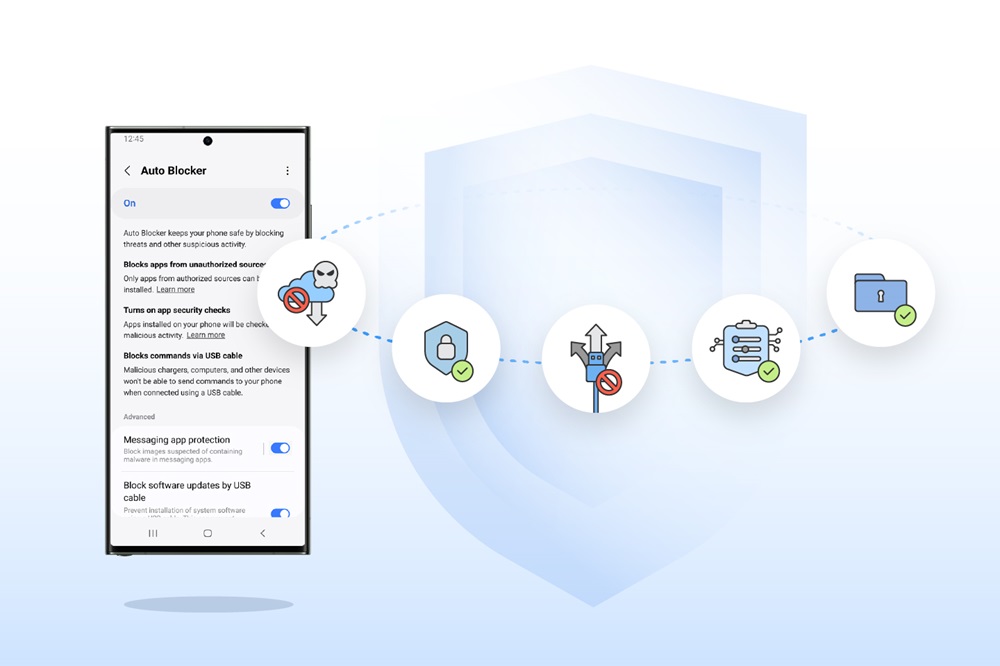 12:45
Auto Blocker
On
Auto Blocker keeps your phone safe by blocking
threats and other suspicious activity.
Blocks apps from unauthorized sources
Only apps from authorized sources can
installed. Learn more
Turns on app security checks
Apps installed on your phone will be
malicious activity. Learn more
Blocks commands via USB cable
Malicious chargers, computers, and other devices
won't be able to send commands to your phone
when connected using a USB cable.
Advanced
Messaging app protection
Block images suspected of containing
malware in messaging apps.
Block software updates by USB
cable
Prevent installation of system software